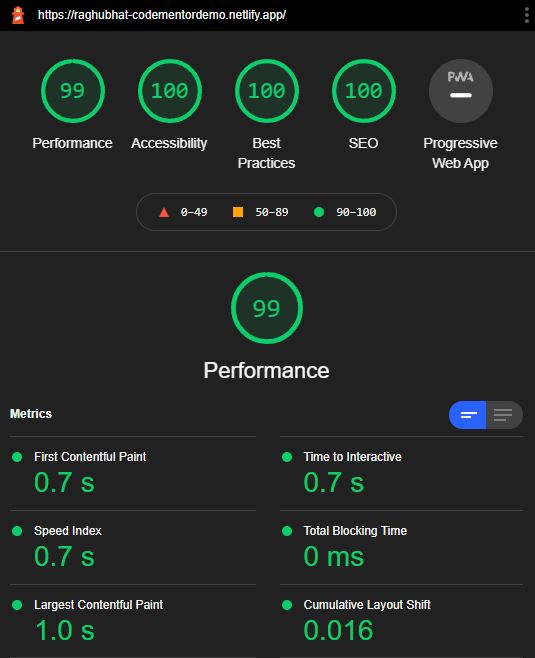 https://raghubhat-codementordemo.netlify.app/
99
100
100
100
PWA
Performance
Accessibility
Best
Practices
SEO
Progressive
Web App
0–49
50–89
90–100
99
Performance
Metrics
First Contentful Paint
0.7 s
Time to Interactive
0.7 s
Speed Index
0.7 s
Total Blocking Time
0 ms
Largest Contentful Paint
1.0 s
Cumulative Layout Shift
0.016